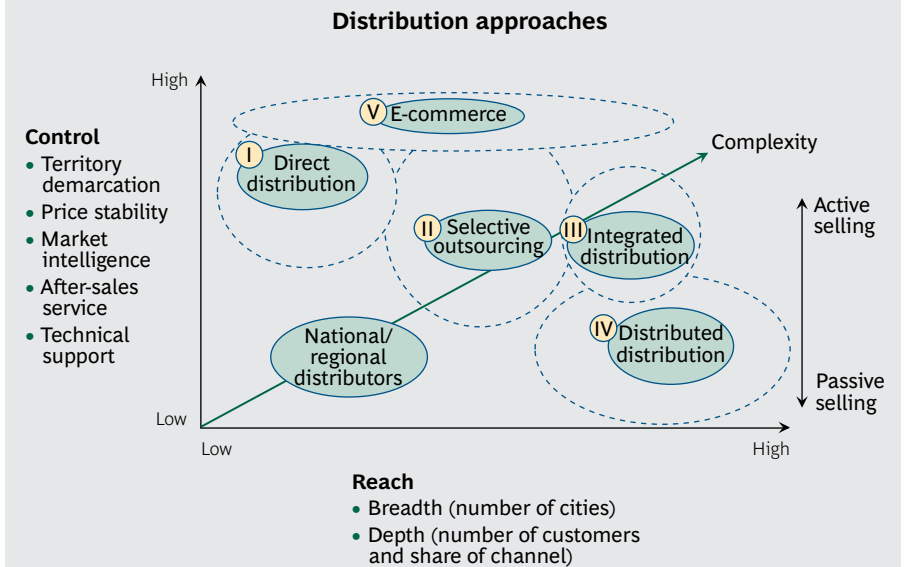 Distribution approaches
High
Control
• Territory
demarcation
• Price stability
• Market
intelligence
• After-sales
service
• Technical
support
V
E-commerce
I
Direct
distribution
Complexity
II
Selective
outsourcing
III
Integrated
distribution
Active
selling
National/
regional
distributors
IV
Distributed
distribution
Passive
selling
Low
Low
High
Reach
• Breadth (number of cities)
• Depth (number of customers
and share of channel)